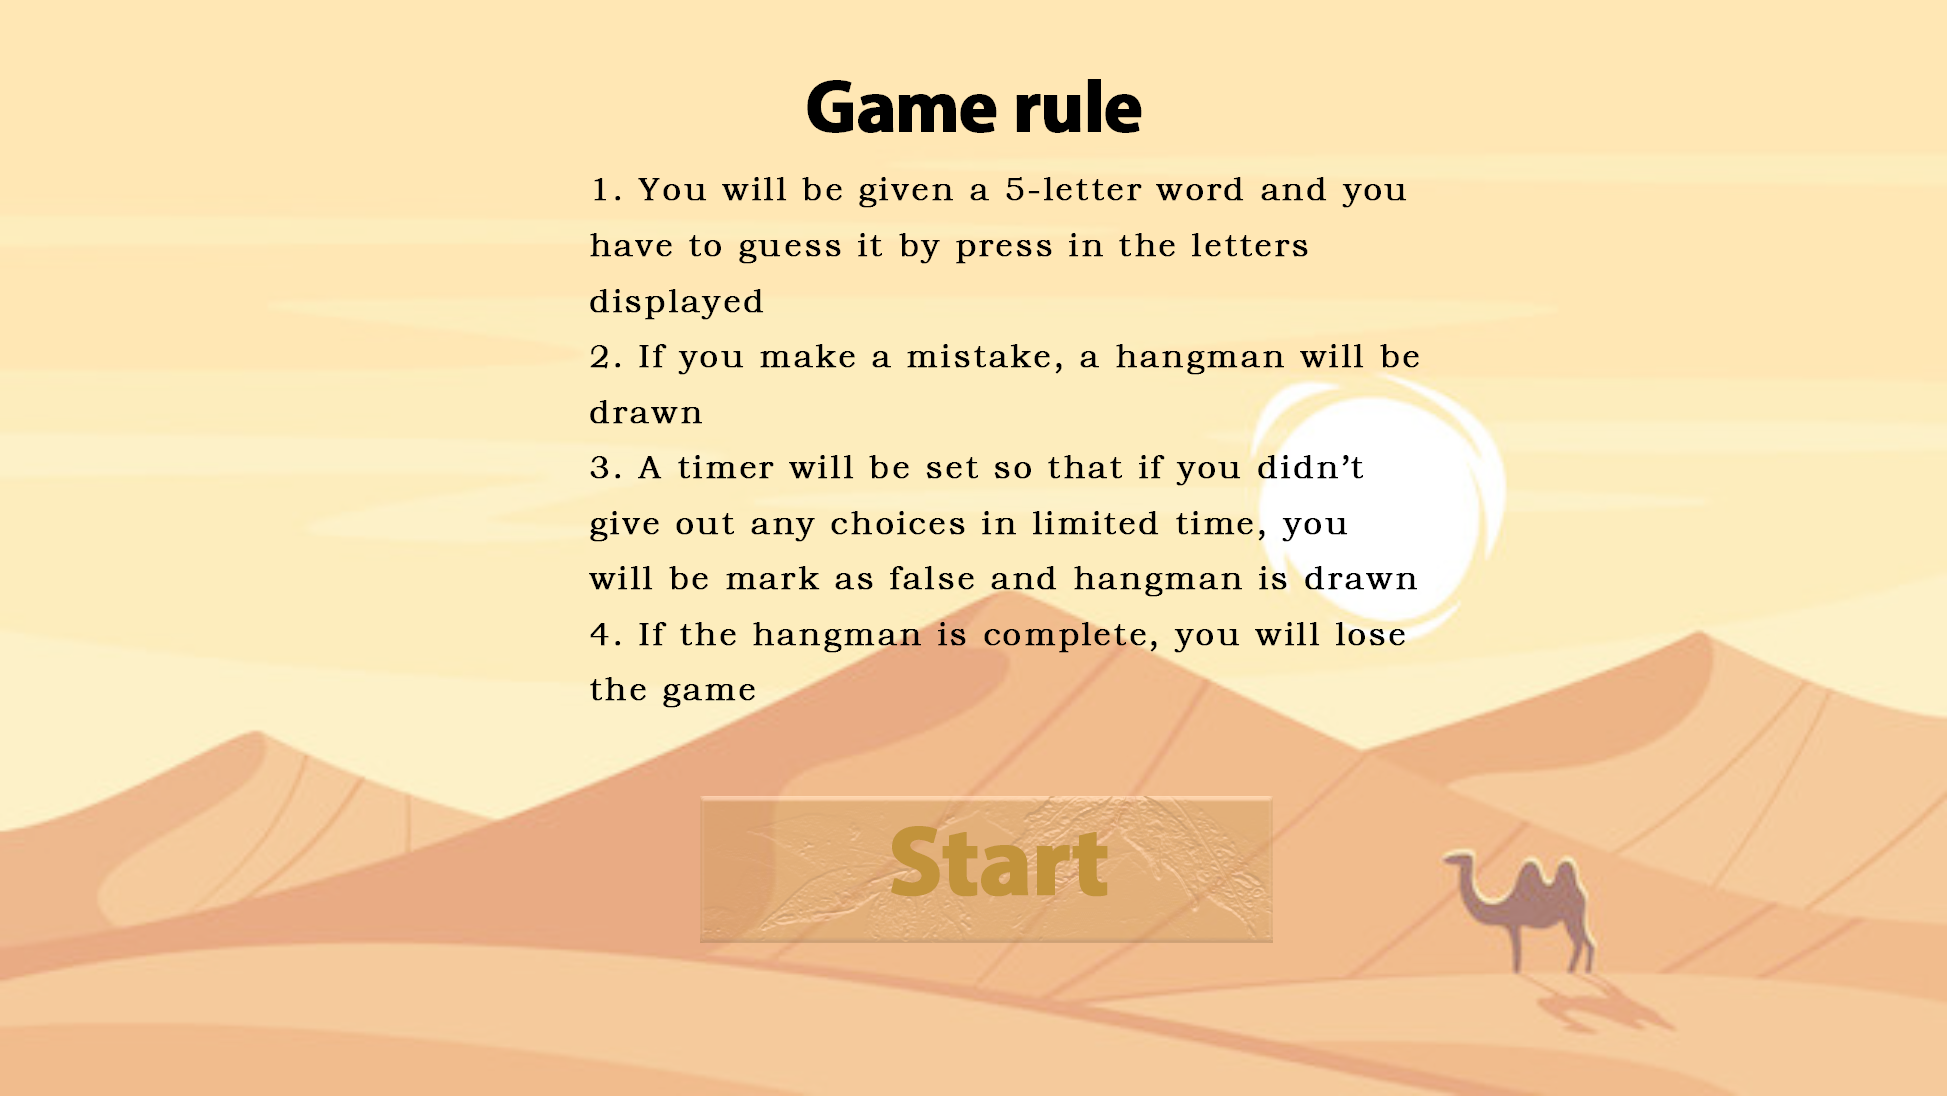 Game rule
1. You will be given a 5-letter word and you
have to guess it by press in the letters
displayed
2. If you make a mistake, a hangman will be
drawn
3. A timer will be set so that if you didn’t
give out any choices in limited time, you
will be mark as false and hangman is drawn
4. If the hangman is complete, you will lose
the game
Start